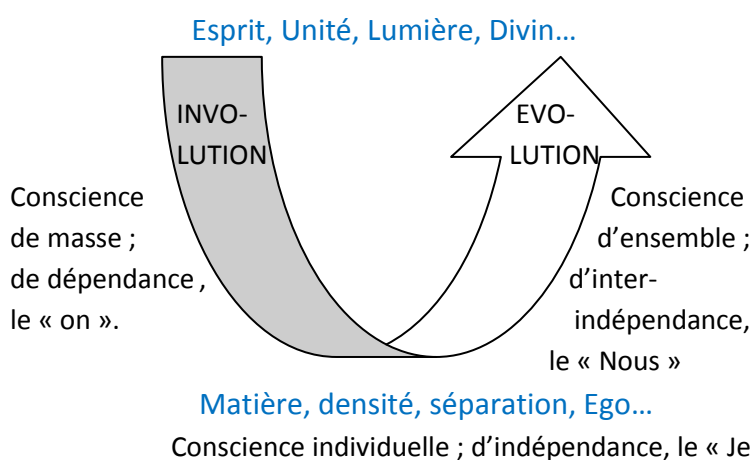 Esprit, Unité, Lumière, Divin…
INVO-
LUTION
EVO-
LUTION
Conscience
de masse ;
de dépendance ,
le « on ».
Conscience
d’ensemble ;
d’inter-
indépendance,
le « Nous »
Matière, densité, séparation, Ego…
Conscience individuelle ; d’indépendance, le « Je